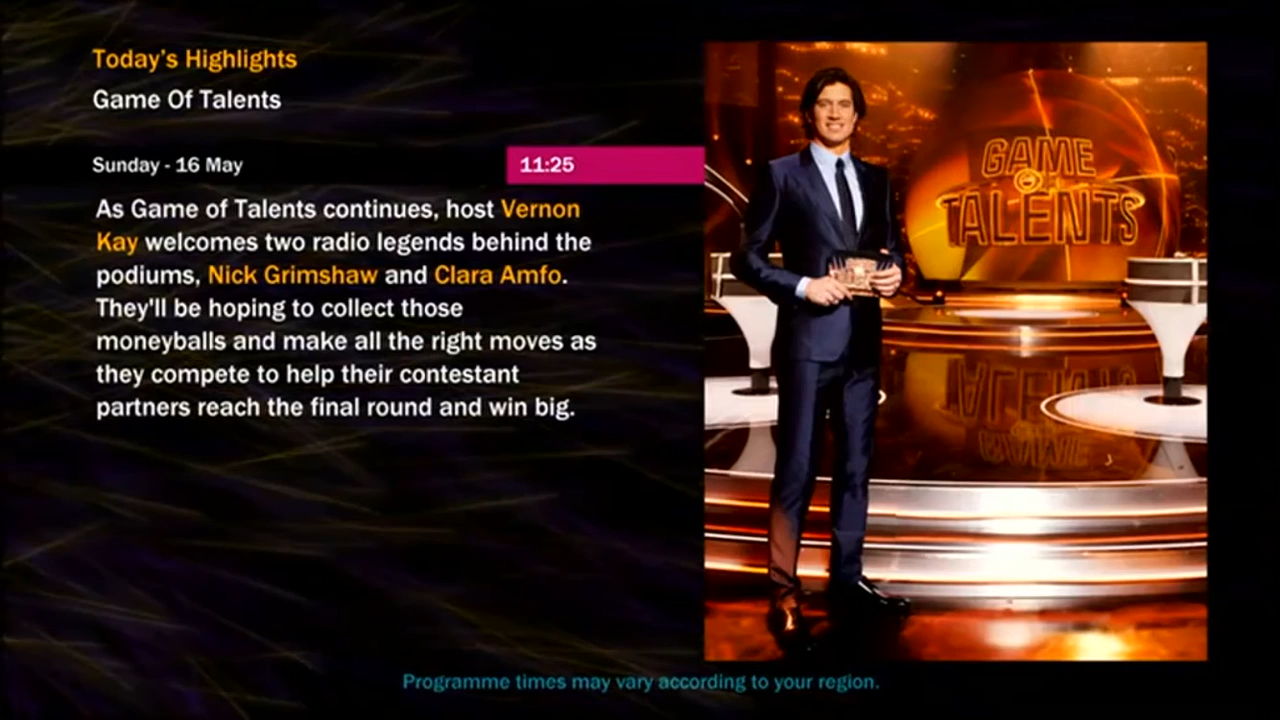 Today's Highlights
Game Of Talents
Sunday - 16 May
11:25
As Game of Talents continues, host Vernon
Kay welcomes two radio legends behind the
podiums, Nick Grimshaw and Clara Amfo.
They'll be hoping to collect those
moneyballs and make all the right moves as
they compete to help their contestant
partners reach the final round and win big.
GAME
OF
TALENTS
Programme times may vary according to your region.